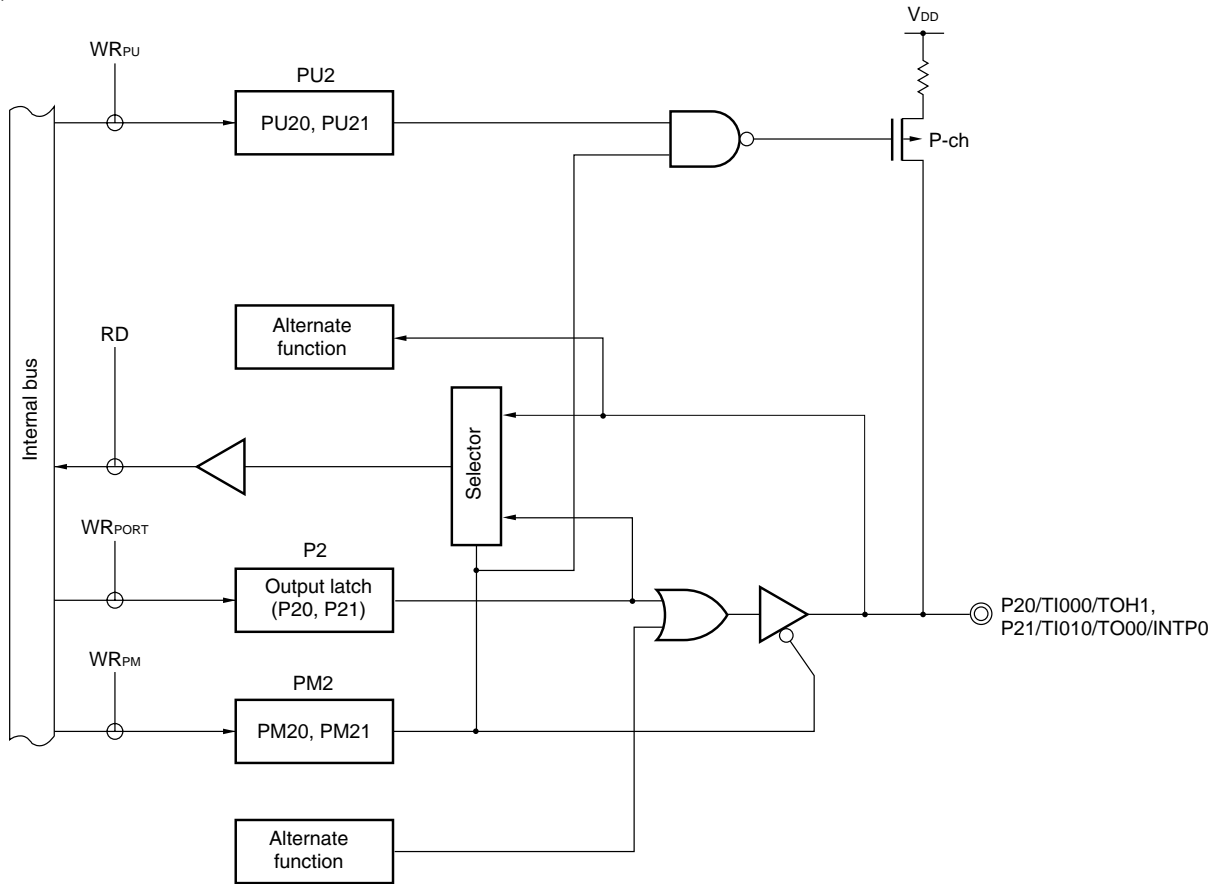 VDD
WRPU
PU2
PU20, PU21
P-ch
Alternate
function
RD
Internal bus
Selector
WRPORT
P2
Output latch
(P20, P21)
P20/TI000/TOH1,
P21/TI010/TO00/INTP0
WRPM
PM2
PM20, PM21
Alternate
function